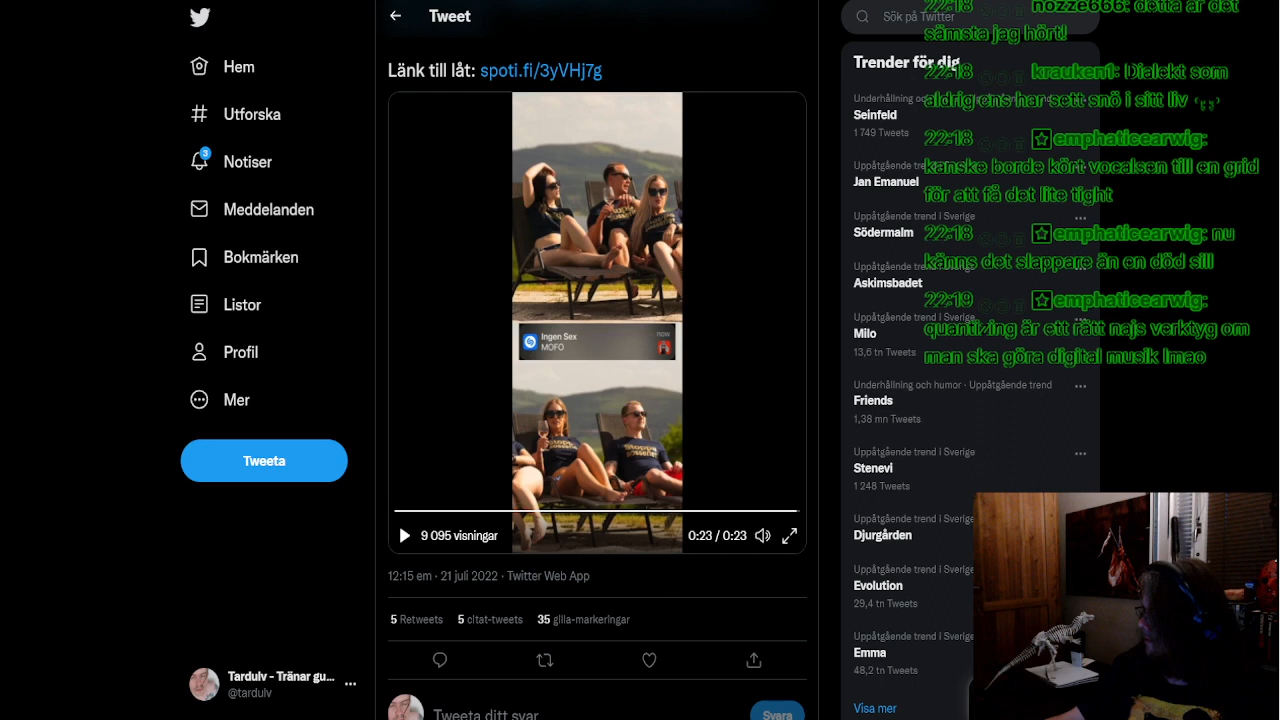 Tweet
Hem
Utforska
3
Notiser
Meddelanden
Bokmärken
Listor
Profil
Mer
Tweeta
Tardulv - Tränar gu...
@tardulv
Länk till låt: spoti.fi/3yVHj7g
Ingen Sex
MOFO
now
9 095 visningar
0:23 / 0:23
12:15 em · 21 juli 2022 · Twitter Web App
5 Retweets 5 citat-tweets 35 gilla-markeringar
Tweeta ditt svar
Svara
Sök på Twitter
Trender för dig
Underhållning och
Seinfeld
1 749 Tweets
Uppåtgående tre
Jan Emanuel
Uppåtgående trend i Sverige
Södermalm
Uppåtgående trend i Sverige
Askimsbadet
Uppåtgående trend i Sverige
Milo
13,6 tn Tweets
Underhållning och humor · Uppåtgående trend
Friends
1,38 mn Tweets
Uppåtgående trend i Sverige
Stenevi
1 248 Tweets
Uppåtgående trend i Sverige
Djurgården
Uppåtgående trend i Sverige
Evolution
29,4 tn Tweets
Uppåtgående trend i Sverige
Emma
48,2 tn Tweets
Visa mer
22:18 nozze666: detta är det
sämsta jag hört!
22:18 krauken1: Dialekt som
aldrig ens har sett snö i sitt liv
22:18 emphaticearwig:
kanske borde kört vocalsen till en grid
för att få det lite tight
22:18 emphaticearwig: nu
känns det slappare än en död sill
22:19 emphaticearwig:
quantizing är ett rätt najs verktyg om
man ska göra digital musik lmao